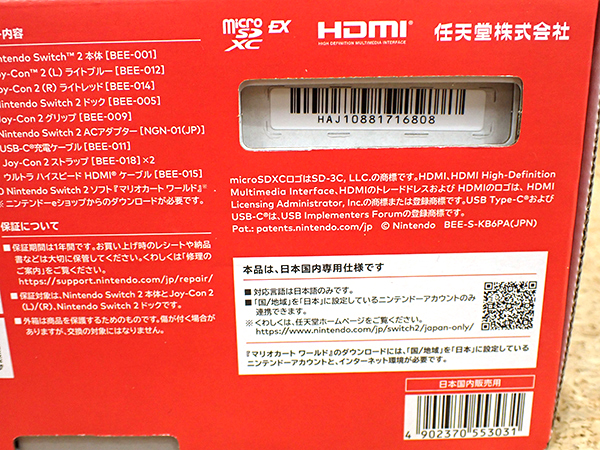 ト内容
ntendo Switch™ 2 本体 [BEE-001]
oy-Con™ 2 (L) ライトブルー [BEE-012]
oy-Con 2 (R) ライトレッド [BEE-014]
Nintendo Switch 2 ドック [BEE-005]
Joy-Con 2 グリップ [BEE-009]
Nintendo Switch 2 ACアダプター [NGN-01(JP)]
USB-C®充電ケーブル [BEE-011]
Joy-Con 2 ストラップ [BEE-018] ×2
ウルトラ ハイスピード HDMI® ケーブル [BEE-015]
Nintendo Switch 2 ソフト『マリオカート ワールド』※
※ ニンテンドーeショップからのダウンロードが必要です。
保証について
■ 保証期間は1年間です。お買い上げ時のレシートや納品
書などは大切に保管してください。くわしくは「修理の
ご案内」をご覧ください。
https://support.nintendo.com/jp/repair/
■ 保証対象は、Nintendo Switch 2 本体とJoy-Con 2
(L)/(R)、Nintendo Switch 2 ドックです。
■ 外箱は商品を保護するためのものです。傷が付く場合が
ありますが、交換の対象にはなりません。
micro SD XC EX
HDMI
HIGH DEFINITION MULTIMEDIA INTERFACE
任天堂株式会社
HAJ10881716808
microSDXCロゴはSD-3C, LLC.の商標です。HDMI、HDMI High-Definition
Multimedia Interface、HDMIのトレードドレスおよび HDMIのロゴは、HDMI
Licensing Administrator, Inc.の商標または登録商標です。USB Type-C®および
USB-C®は、USB Implementers Forumの登録商標です。
Pat.: patents.nintendo.com/jp © Nintendo BEE-S-KB6PA(JPN)
本品は、日本国内専用仕様です
■ 対応言語は日本語のみです。
■ 「国/地域」を「日本」に設定しているニンテンドーアカウントのみ
連携できます。
※ くわしくは、任天堂ホームページをご覧ください。
https://www.nintendo.com/jp/switch2/japan-only/
『マリオカート ワールド』のダウンロードには、「国/地域」を「日本」に設定している
ニンテンドーアカウントと、インターネット環境が必要です。
日本国内販売用
4 902370 553031